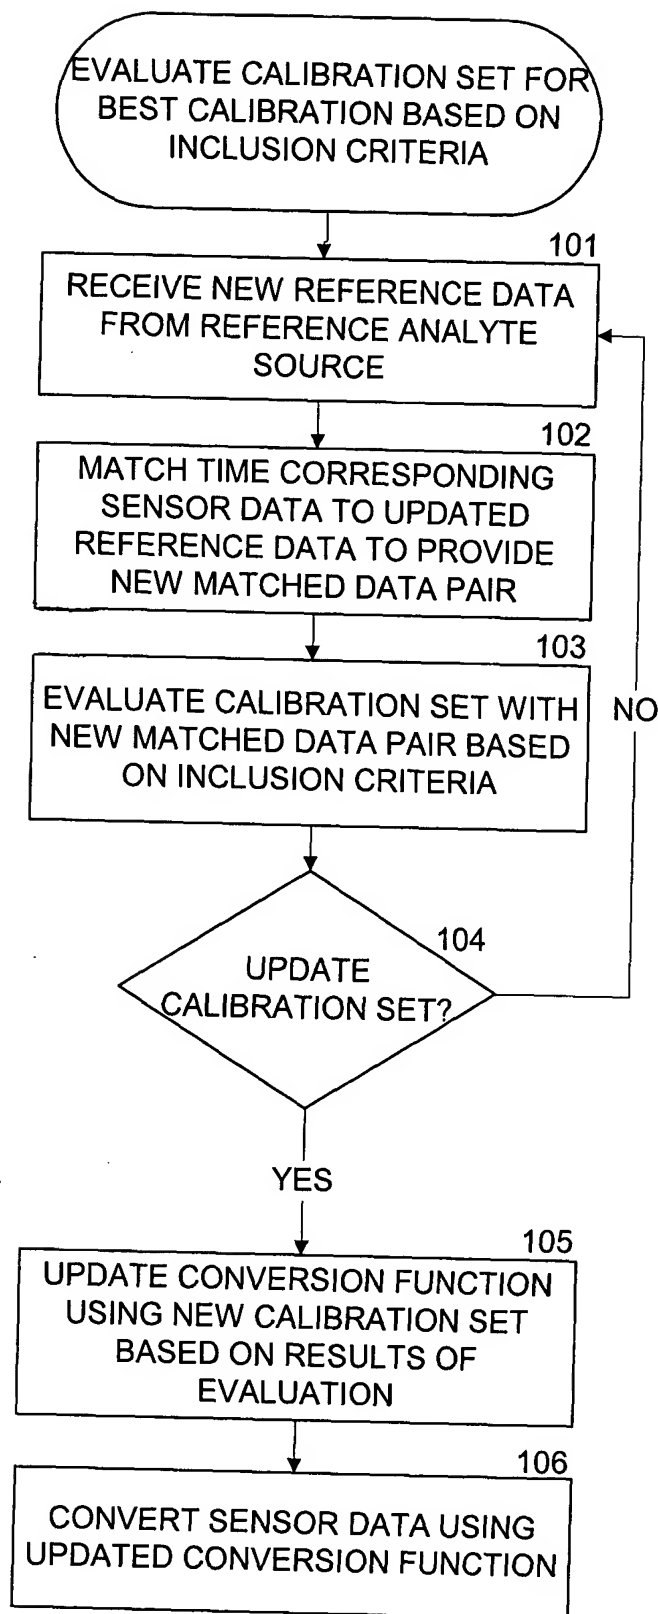 EVALUATE CALIBRATION SET FOR
BEST CALIBRATION BASED ON
INCLUSION CRITERIA
101
RECEIVE NEW REFERENCE DATA
FROM REFERENCE ANALYTE
SOURCE
102
MATCH TIME CORRESPONDING
SENSOR DATA TO UPDATED
REFERENCE DATA TO PROVIDE
NEW MATCHED DATA PAIR
103
EVALUATE CALIBRATION SET WITH
NEW MATCHED DATA PAIR BASED
ON INCLUSION CRITERIA
NO
104
UPDATE
CALIBRATION SET?
YES
105
UPDATE CONVERSION FUNCTION
USING NEW CALIBRATION SET
BASED ON RESULTS OF
EVALUATION
106
CONVERT SENSOR DATA USING
UPDATED CONVERSION FUNCTION